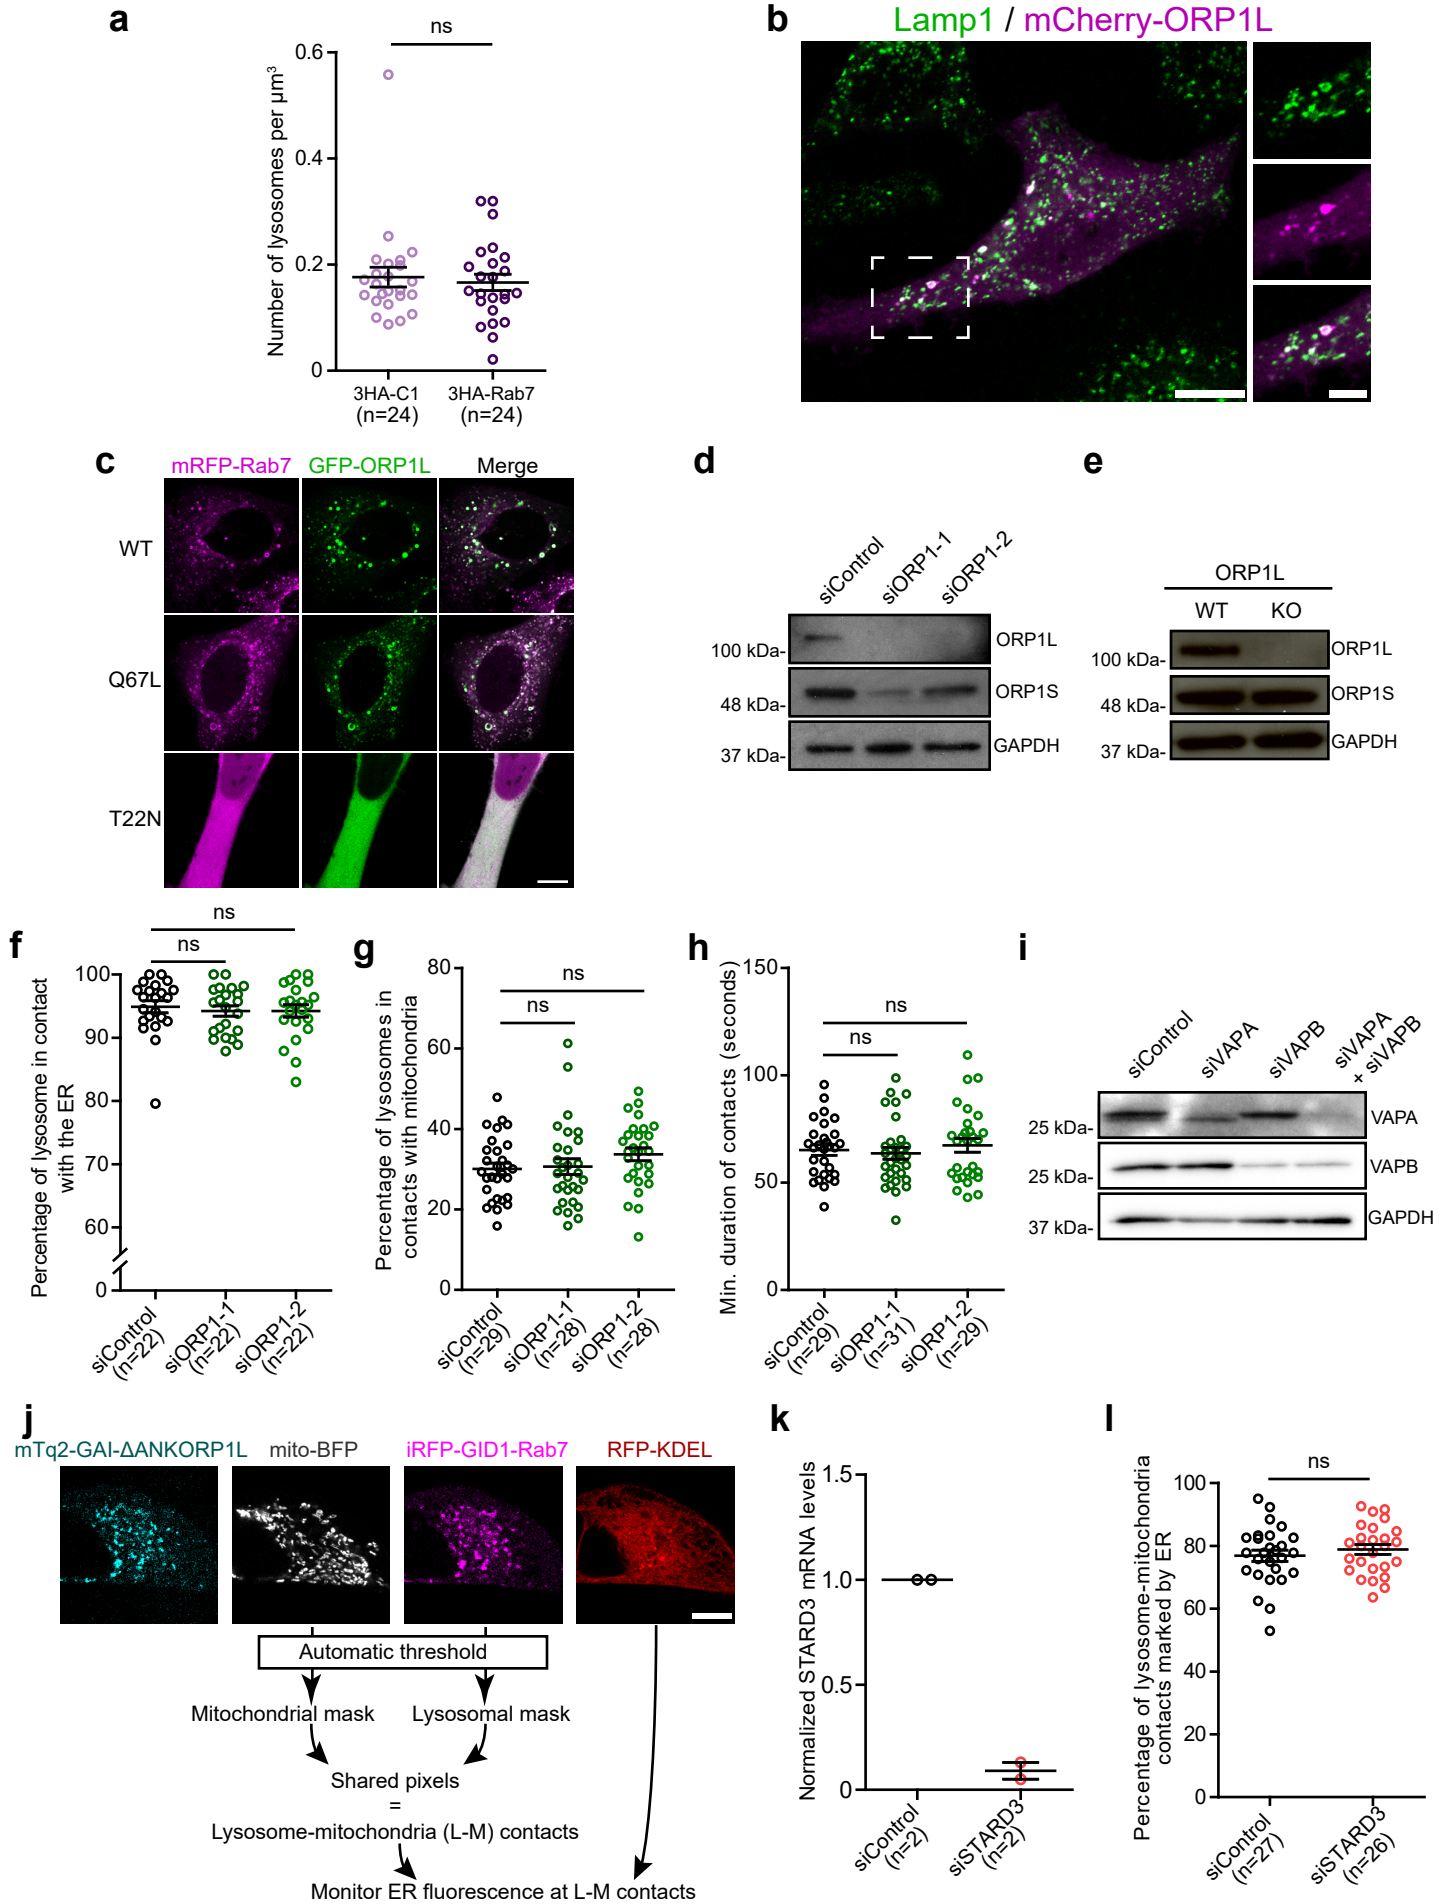 a
ns
Number of lysosomes per µm³
0.6
0.4
0.2
0
3HA-C1
(n=24)
3HA-Rab7
(n=24)
b
Lamp1 / mCherry-ORP1L
c
mRFP-Rab7 GFP-ORP1L Merge
WT
Q67L
T22N
d
siControl
siORP1-1
siORP1-2
100 kDa-
ORP1L
48 kDa-
ORP1S
37 kDa-
GAPDH
e
ORP1L
WT KO
100 kDa-
ORP1L
48 kDa-
ORP1S
37 kDa-
GAPDH
f
ns
ns
Percentage of lysosome in contact
with the ER
100
90
80
70
60
0
siControl
(n=22)
siORP1-1
(n=22)
siORP1-2
(n=22)
g
ns
ns
Percentage of lysosomes in
contacts with mitochondria
80
60
40
20
0
siControl
(n=29)
siORP1-1
(n=28)
siORP1-2
(n=28)
h
ns
ns
Min. duration of contacts (seconds)
150
100
50
0
siControl
(n=29)
siORP1-1
(n=31)
siORP1-2
(n=29)
i
siControl
siVAPA
siVAPB
siVAPA
+ siVAPB
25 kDa-
VAPA
25 kDa-
VAPB
37 kDa-
GAPDH
j
mTq2-GAI-ΔANKORP1L mito-BFP iRFP-GID1-Rab7 RFP-KDEL
Automatic threshold
Mitochondrial mask Lysosomal mask
Shared pixels
=
Lysosome-mitochondria (L-M) contacts
Monitor ER fluorescence at L-M contacts
k
Normalized STARD3 mRNA levels
1.5
1.0
0.5
0
siControl
(n=2)
siSTARD3
(n=2)
l
ns
Percentage of lysosome-mitochondria
contacts marked by ER
100
80
60
40
20
0
siControl
(n=27)
siSTARD3
(n=26)